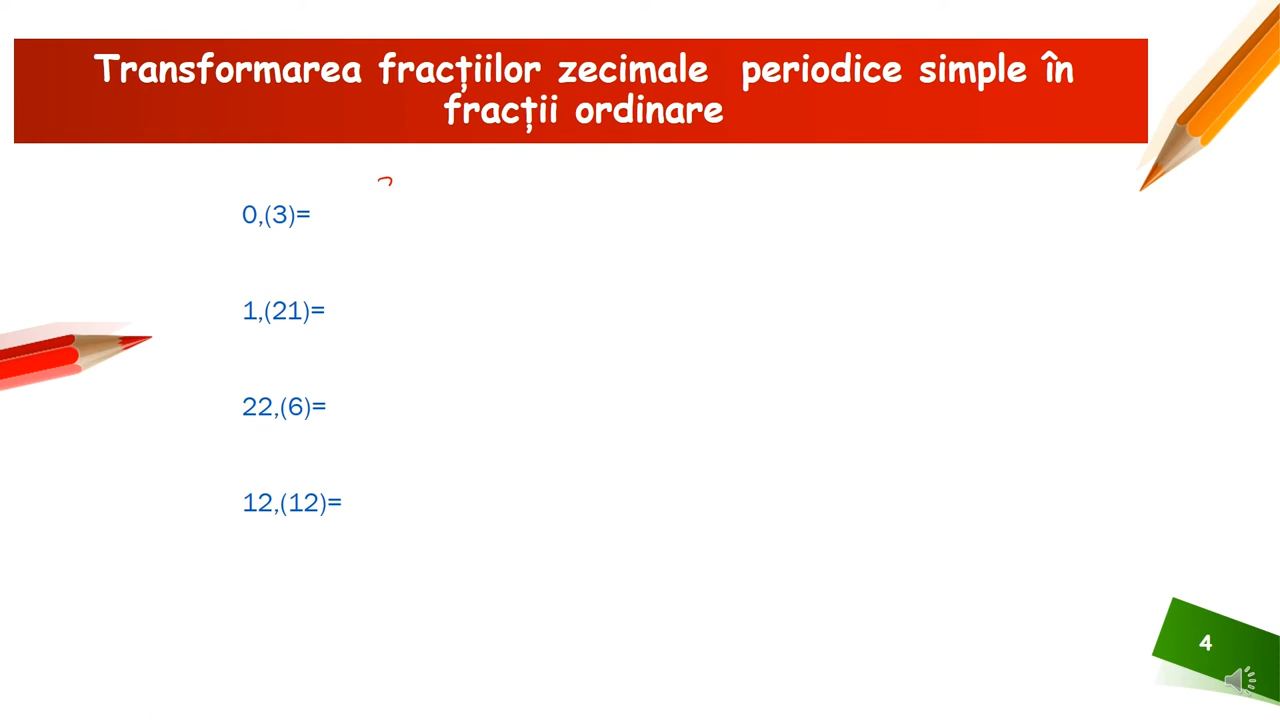 Transformarea fracțiilor zecimale periodice simple în
fracții ordinare
0,(3)=
1,(21)=
22,(6)=
12,(12)=
4